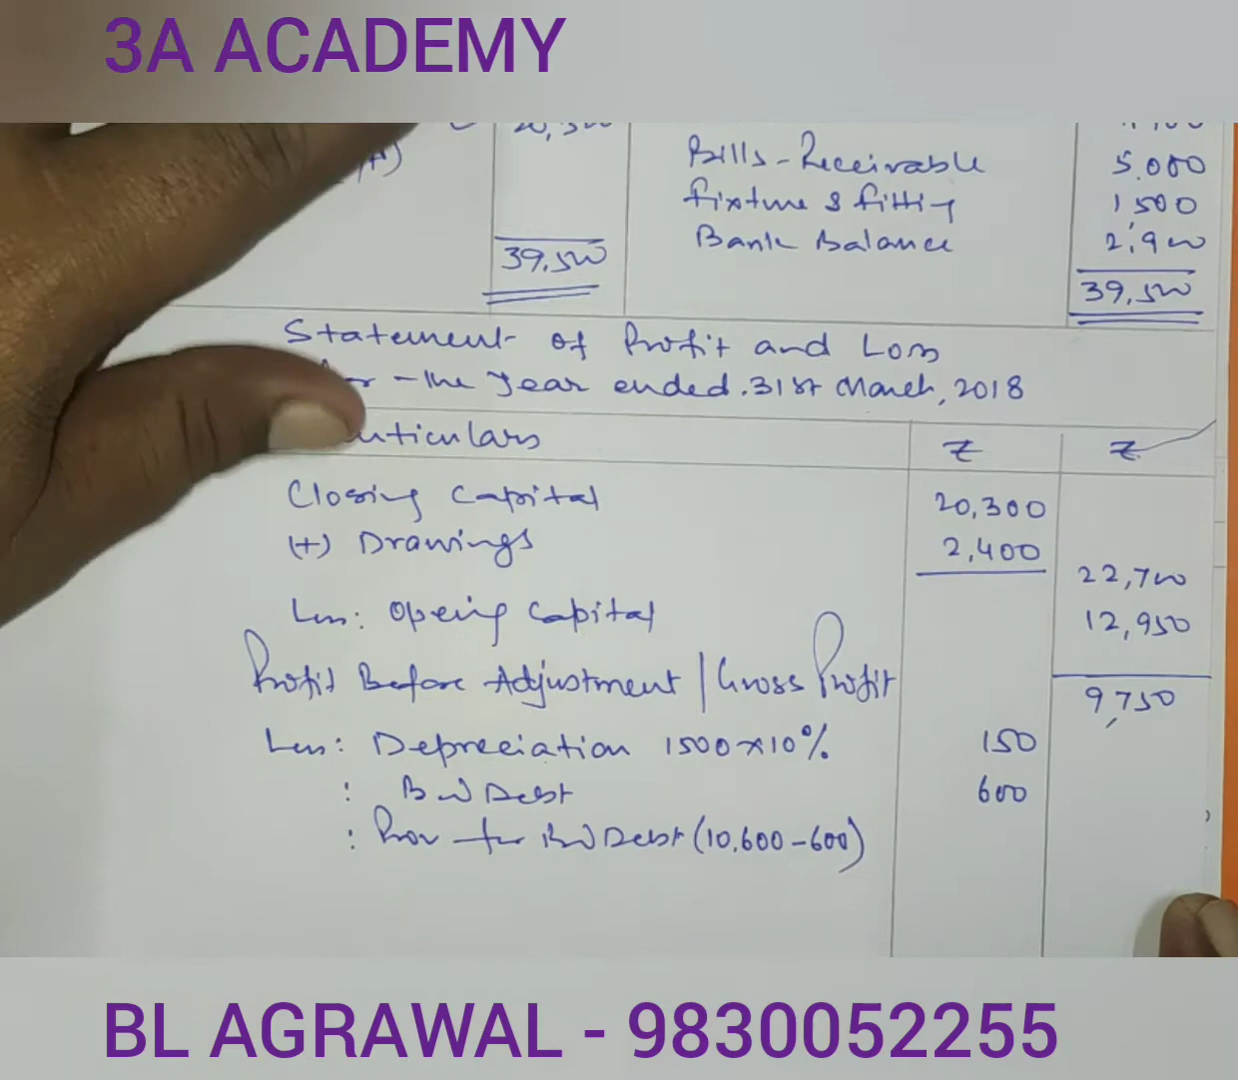 3A ACADEMY
Bills-Receivable 5,000
Fixture & fitting 1,500
Bank Balance 2,900
39,500 39,500
Statement of Profit and Loss
the Year ended.31st March, 2018
uticulars ₹ ₹
Closing Capital 20,300
(+) Drawings 2,400
22,700
Less: Opening Capital 12,950
Profit Before Adjustment | Gross Profit 9,750
Less: Depreciation 1500 x 10% 150
: Bad Debt 600
: Prov for Bad Debt (10,600-600)
BL AGRAWAL - 9830052255